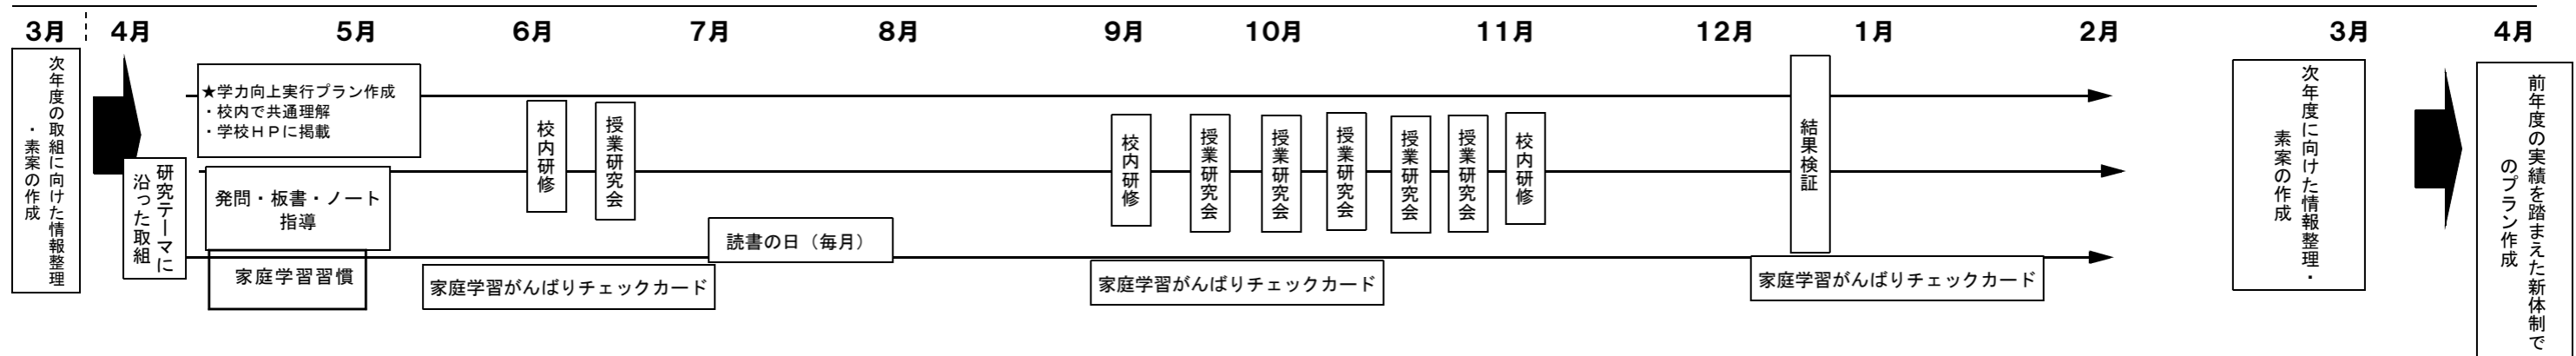 3月
4月
5月
6月
7月
8月
9月
10月
11月
12月
1月
2月
3月
4月
次年度の取組に向けた情報整理
・素案の作成
研究テーマに
沿った取組
★学力向上実行プラン作成
・校内で共通理解
・学校ＨＰに掲載
発問・板書・ノート
指導
家庭学習習慣
校内研修
授業研究会
読書の日（毎月）
家庭学習がんばりチェックカード
校内研修
授業研究会
授業研究会
授業研究会
授業研究会
授業研究会
校内研修
家庭学習がんばりチェックカード
結果検証
家庭学習がんばりチェックカード
次年度に向けた情報整理・
素案の作成
前年度の実績を踏まえた新体制で
のプラン作成